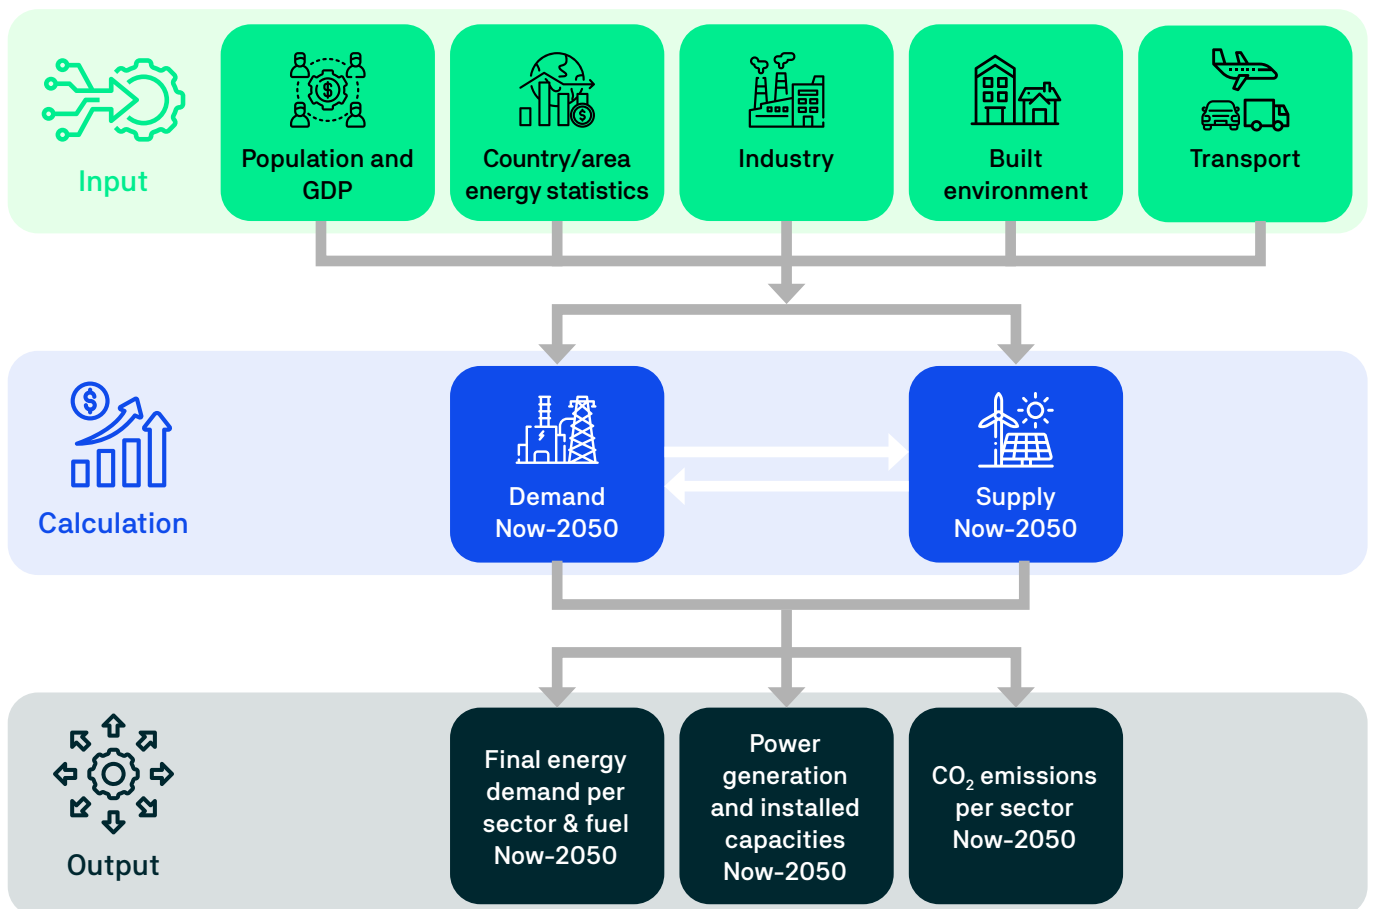 Input
Population and
GDP
Country/area
energy statistics
Industry
Built
environment
Transport
Calculation
Demand
Now-2050
Supply
Now-2050
Output
Final energy
demand per
sector & fuel
Now-2050
Power
generation
and installed
capacities
Now-2050
CO₂ emissions
per sector
Now-2050